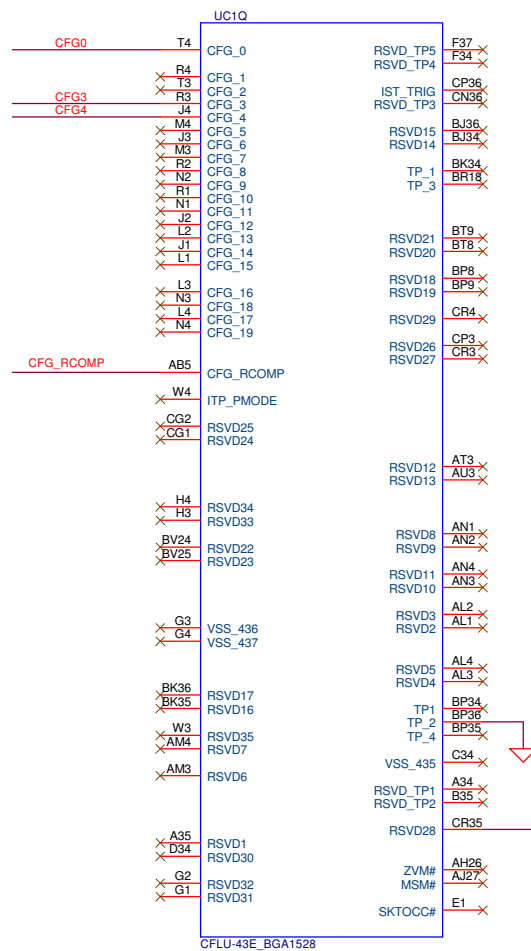 UC1Q
CFG0 T4 CFG_0
R4 CFG_1
T3 CFG_2
CFG3 R3 CFG_3
CFG4 J4 CFG_4
M4 CFG_5
J3 CFG_6
M3 CFG_7
R2 CFG_8
N2 CFG_9
R1 CFG_10
N1 CFG_11
J2 CFG_12
L2 CFG_13
J1 CFG_14
L1 CFG_15
L3 CFG_16
N3 CFG_18
L4 CFG_17
N4 CFG_19
CFG_RCOMP AB5 CFG_RCOMP
W4 ITP_PMODE
CG2 RSVD25
CG1 RSVD24
H4 RSVD34
H3 RSVD33
BV24 RSVD22
BV25 RSVD23
G3 VSS_436
G4 VSS_437
BK36 RSVD17
BK35 RSVD16
W3 RSVD35
AM4 RSVD7
AM3 RSVD6
A35 RSVD1
D34 RSVD30
G2 RSVD32
G1 RSVD31
RSVD_TP5 F37
RSVD_TP4 F34
IST_TRIG CP36
RSVD_TP3 CN36
RSVD15 BJ36
RSVD14 BJ34
TP_1 BK34
TP_3 BR18
RSVD21 BT9
RSVD20 BT8
RSVD18 BP8
RSVD19 BP9
RSVD29 CR4
RSVD26 CP3
RSVD27 CR3
RSVD12 AT3
RSVD13 AU3
RSVD8 AN1
RSVD9 AN2
RSVD11 AN4
RSVD10 AN3
RSVD3 AL2
RSVD2 AL1
RSVD5 AL4
RSVD4 AL3
TP1 BP34
TP_2 BP36
TP_4 BP35
VSS_435 C34
RSVD_TP1 A34
RSVD_TP2 B35
RSVD28 CR35
ZVM# AH26
MSM# AJ27
SKTOCC# E1
CFLU-43E_BGA1528